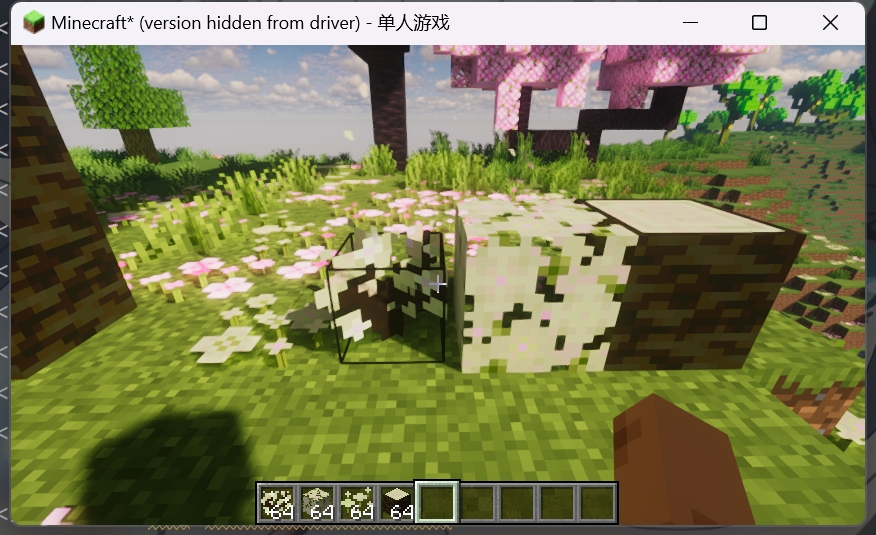 Minecraft* (version hidden from driver) - 单人游戏
64 64 64 64